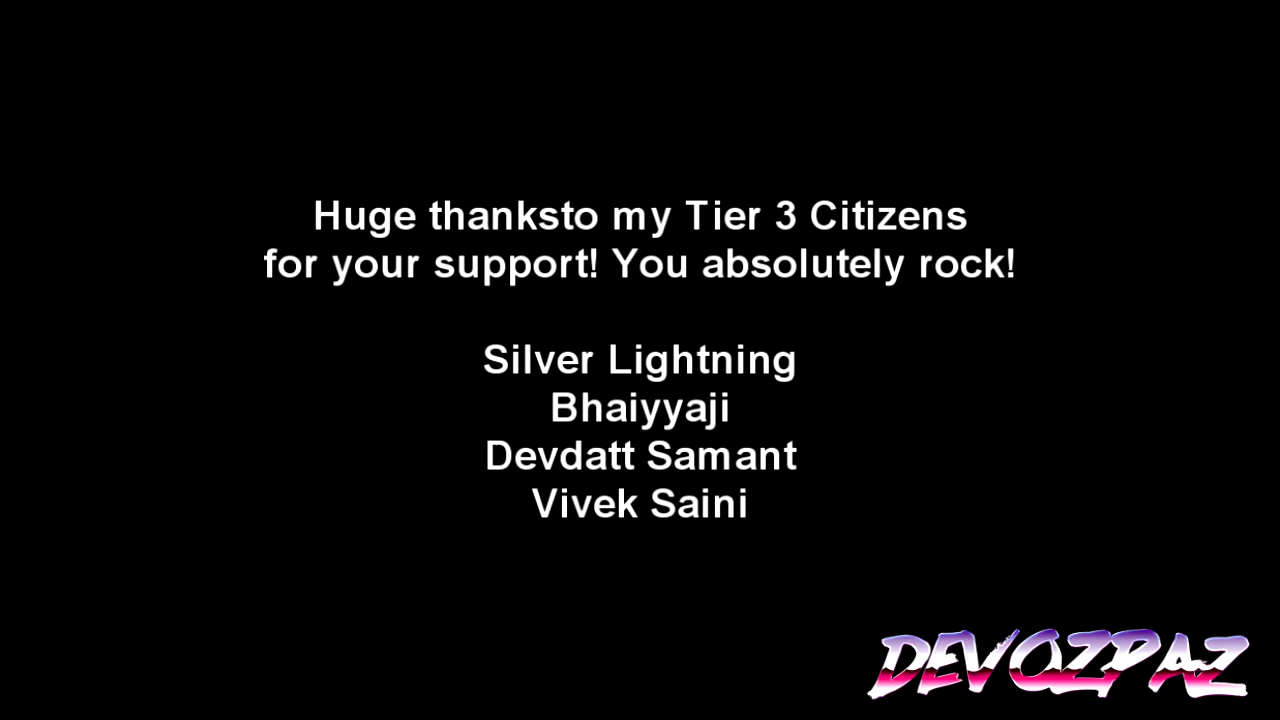 Huge thanksto my Tier 3 Citizens
for your support! You absolutely rock!
Silver Lightning
Bhaiyyaji
Devdatt Samant
Vivek Saini
DEVOZPAZ